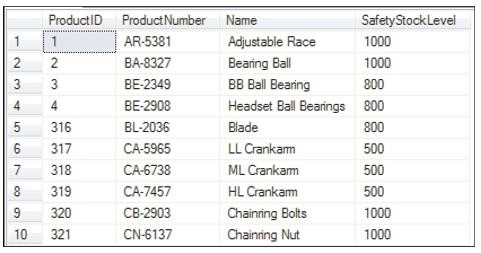 ProductID ProductNumber Name SafetyStockLevel
1 1 AR-5381 Adjustable Race 1000
2 2 BA-8327 Bearing Ball 1000
3 3 BE-2349 BB Ball Bearing 800
4 4 BE-2908 Headset Ball Bearings 800
5 316 BL-2036 Blade 800
6 317 CA-5965 LL Crankarm 500
7 318 CA-6738 ML Crankarm 500
8 319 CA-7457 HL Crankarm 500
9 320 CB-2903 Chainring Bolts 1000
10 321 CN-6137 Chainring Nut 1000